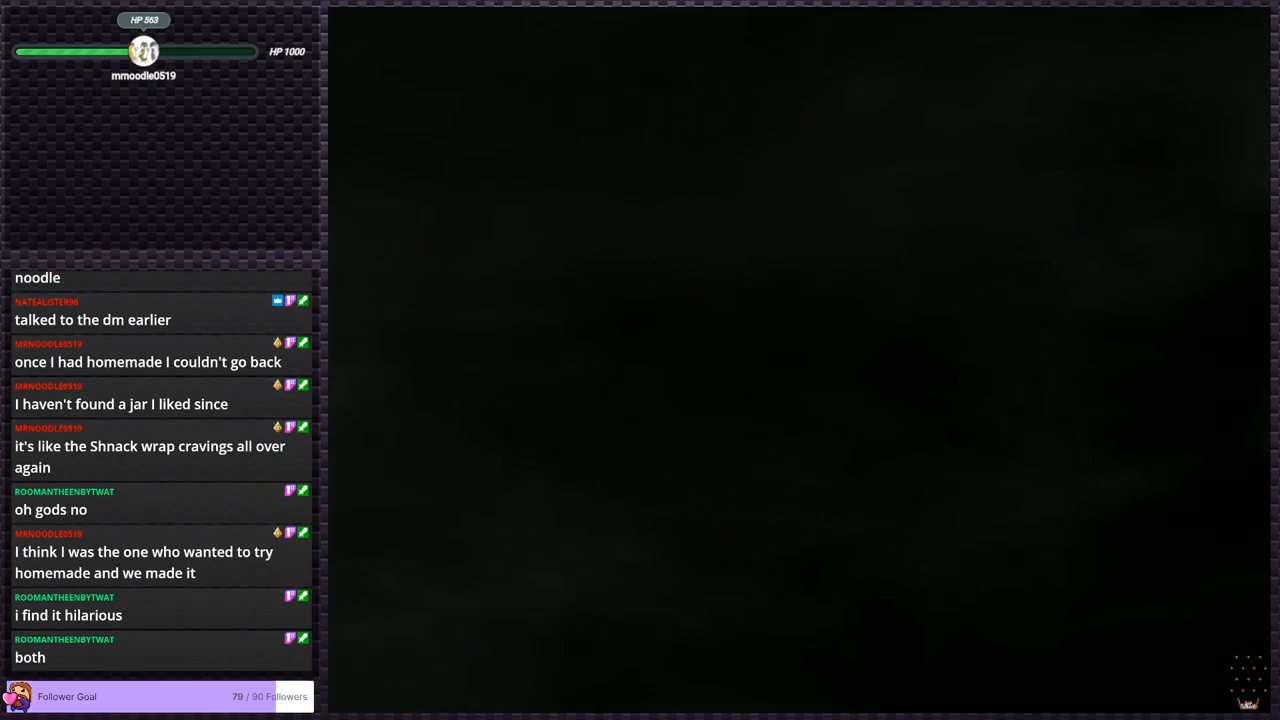 HP 563
HP 1000
mrnoodle0519
noodle
NATEALISTER96
talked to the dm earlier
MRNOODLE0519
once I had homemade I couldn't go back
MRNOODLE0519
I haven't found a jar I liked since
MRNOODLE0519
it's like the Shnack wrap cravings all over
again
ROOMANTHEENBYTWAT
oh gods no
MRNOODLE0519
I think I was the one who wanted to try
homemade and we made it
ROOMANTHEENBYTWAT
i find it hilarious
ROOMANTHEENBYTWAT
both
Follower Goal
79 / 90 Followers